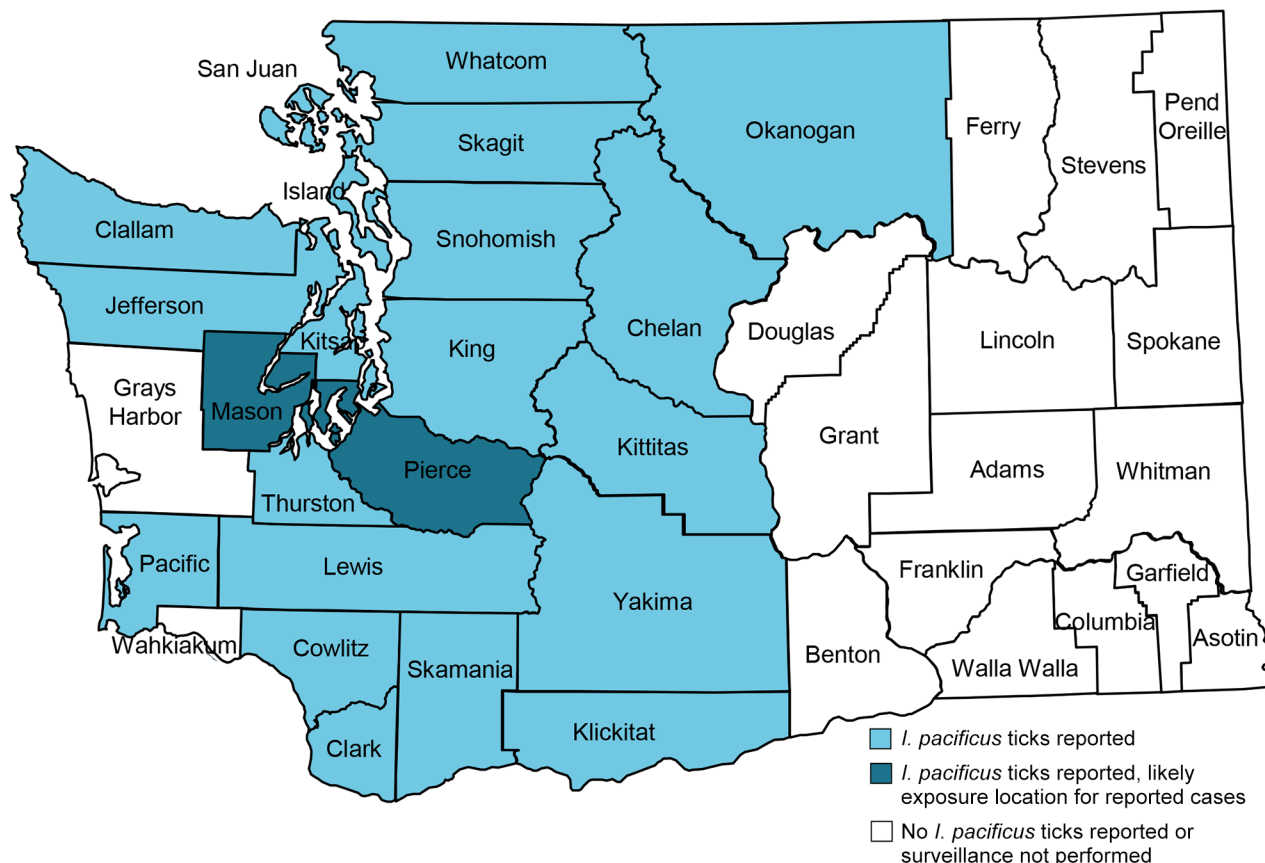 San Juan
Whatcom
Okanogan
Ferry
Pend
Oreille
Skagit
Stevens
Island
Clallam
Snohomish
Jefferson
Kitsap
King
Chelan
Douglas
Lincoln
Spokane
Grays
Harbor
Mason
Pierce
Kittitas
Grant
Adams
Whitman
Thurston
Pacific
Lewis
Yakima
Franklin
Garfield
Wahkiakum
Cowlitz
Skamania
Benton
Walla Walla
Columbia
Asotin
Clark
Klickitat
I. pacificus ticks reported
I. pacificus ticks reported, likely
exposure location for reported cases
No I. pacificus ticks reported or
surveillance not performed